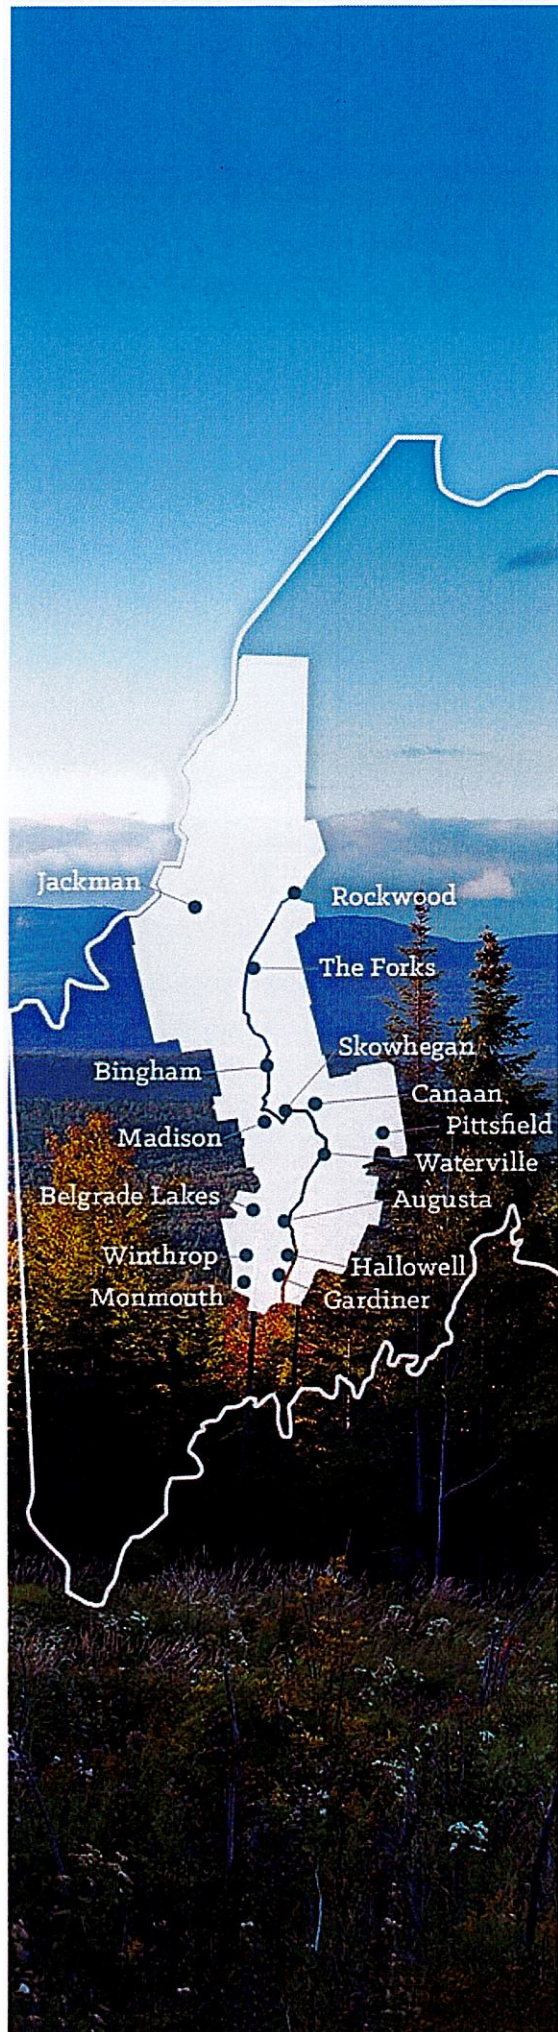 Jackman
Rockwood
The Forks
Skowhegan
Bingham
Canaan
Madison
Pittsfield
Waterville
Belgrade Lakes
Augusta
Winthrop
Hallowell
Monmouth
Gardiner